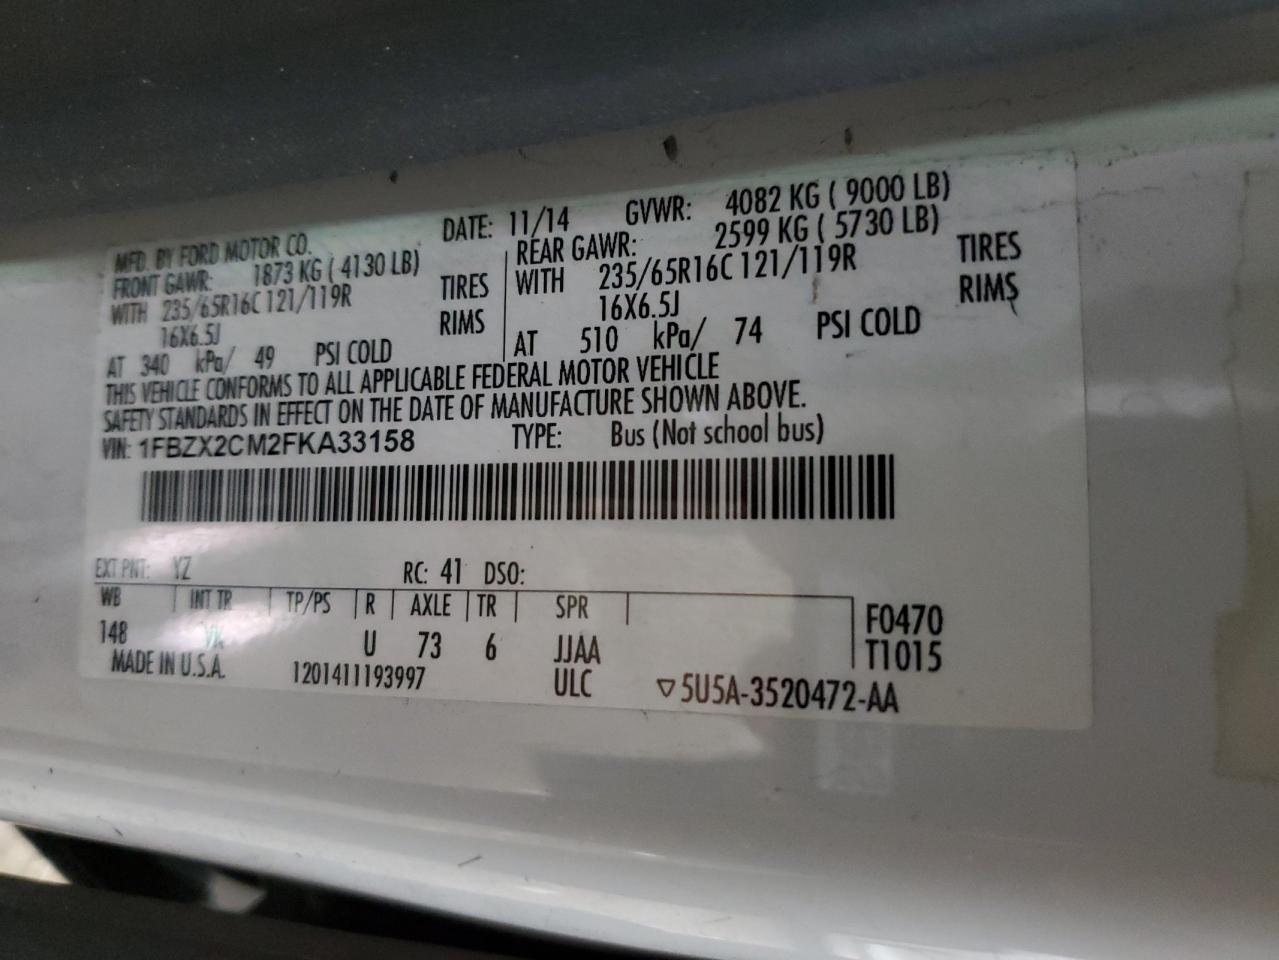 MFD. BY FORD MOTOR CO. DATE: 11/14 GVWR: 4082 KG ( 9000 LB)
FRONT GAWR: 1873 KG ( 4130 LB) REAR GAWR: 2599 KG ( 5730 LB)
WITH 235/65R16C 121/119R TIRES WITH 235/65R16C 121/119R TIRES
16X6.5J RIMS 16X6.5J RIMS
AT 340 kPa/ 49 PSI COLD AT 510 kPa/ 74 PSI COLD
THIS VEHICLE CONFORMS TO ALL APPLICABLE FEDERAL MOTOR VEHICLE
SAFETY STANDARDS IN EFFECT ON THE DATE OF MANUFACTURE SHOWN ABOVE.
VIN: 1FBZX2CM2FKA33158 TYPE: Bus (Not school bus)
EXT PNT: YZ RC: 41 DSO:
WB INT TR TP/PS R AXLE TR SPR F0470
148 VK U 73 6 JJAA T1015
MADE IN U.S.A. 1201411193997 ULC ▽5U5A-3520472-AA